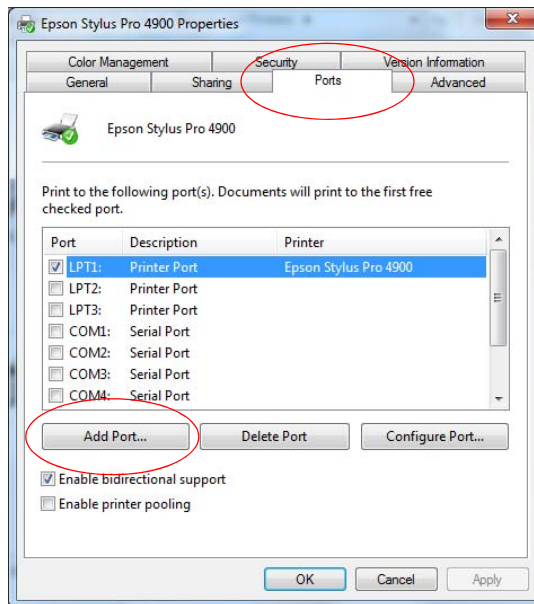 Epson Stylus Pro 4900 Properties
Color Management Security Version Information
General Sharing Ports Advanced
Epson Stylus Pro 4900
Print to the following port(s). Documents will print to the first free
checked port.
Port Description Printer
LPT1: Printer Port Epson Stylus Pro 4900
LPT2: Printer Port
LPT3: Printer Port
COM1: Serial Port
COM2: Serial Port
COM3: Serial Port
COM4: Serial Port
Add Port... Delete Port Configure Port...
Enable bidirectional support
Enable printer pooling
OK Cancel Apply